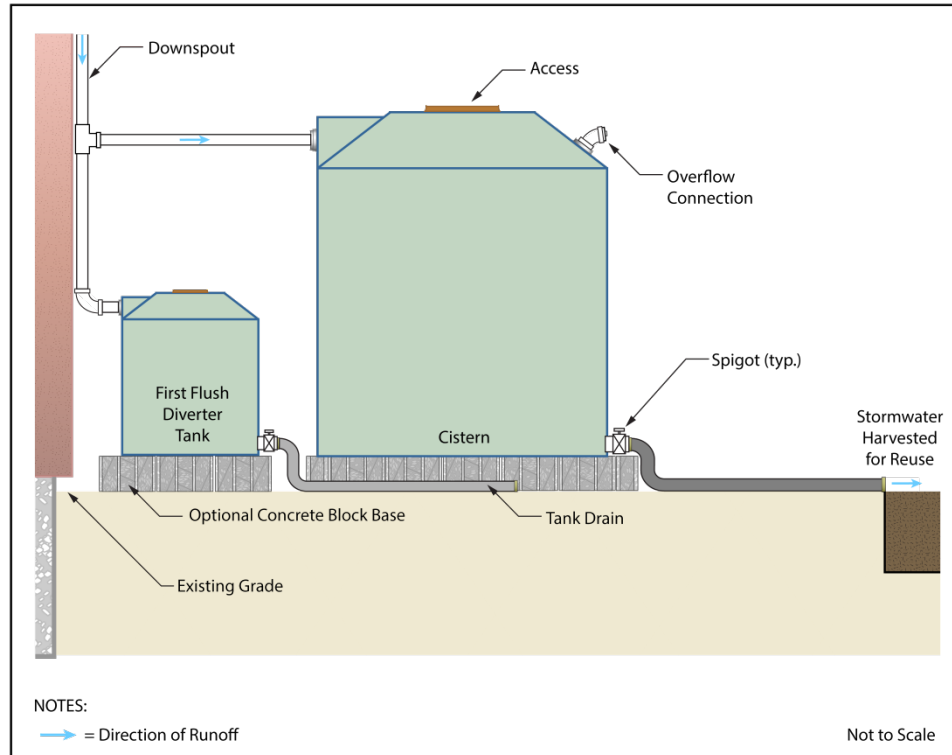 Downspout
Access
Overflow
Connection
Spigot (typ.)
First Flush
Diverter
Tank
Cistern
Stormwater
Harvested
for Reuse
Optional Concrete Block Base
Tank Drain
Existing Grade
NOTES:
= Direction of Runoff
Not to Scale